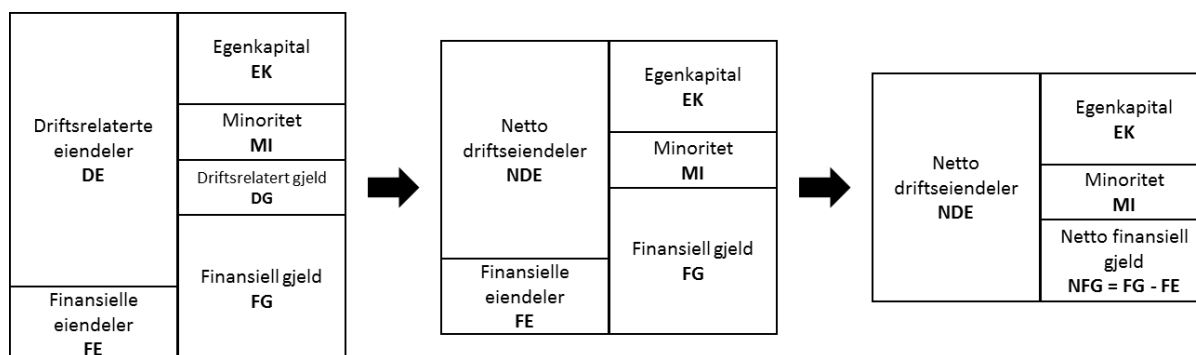 Driftsrelaterte
eiendeler
DE
Finansielle
eiendeler
FE
Egenkapital
EK
Minoritet
MI
Driftsrelatert gjeld
DG
Finansiell gjeld
FG
Netto
driftseiendeler
NDE
Finansielle
eiendeler
FE
Egenkapital
EK
Minoritet
MI
Finansiell gjeld
FG
Netto
driftseiendeler
NDE
Egenkapital
EK
Minoritet
MI
Netto finansiell
gjeld
NFG = FG - FE